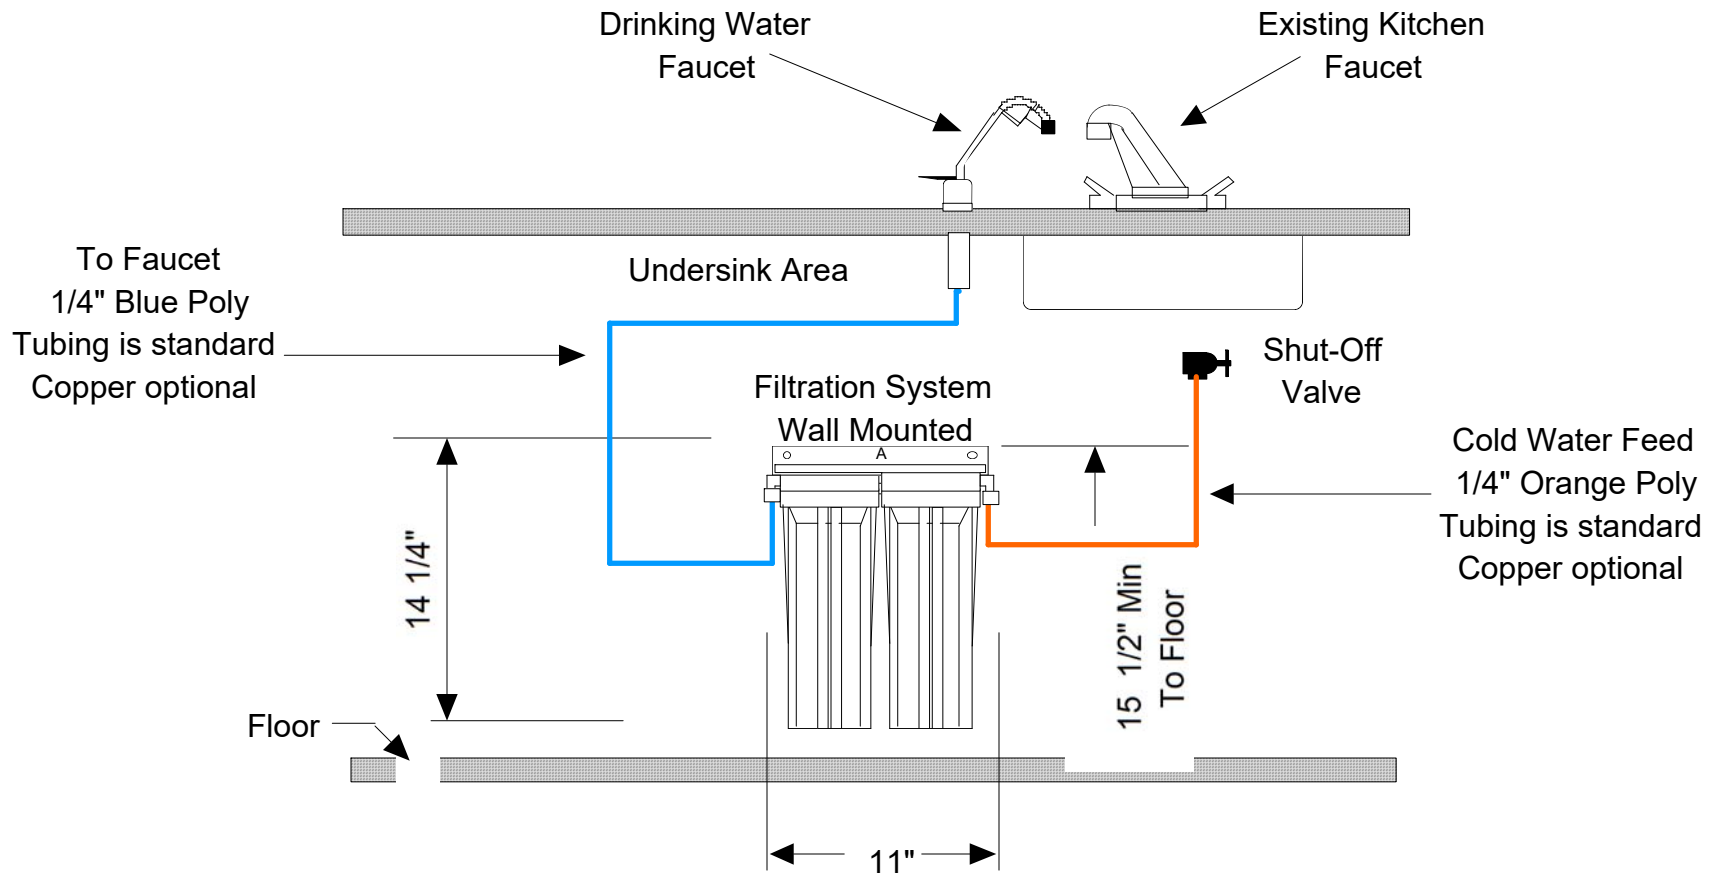 Drinking Water
Faucet
Existing Kitchen
Faucet
To Faucet
1/4" Blue Poly
Tubing is standard
Copper optional
Undersink Area
Shut-Off
Valve
Filtration System
Wall Mounted
A
Cold Water Feed
1/4" Orange Poly
Tubing is standard
Copper optional
14 1/4"
15 1/2" Min
To Floor
Floor
11"